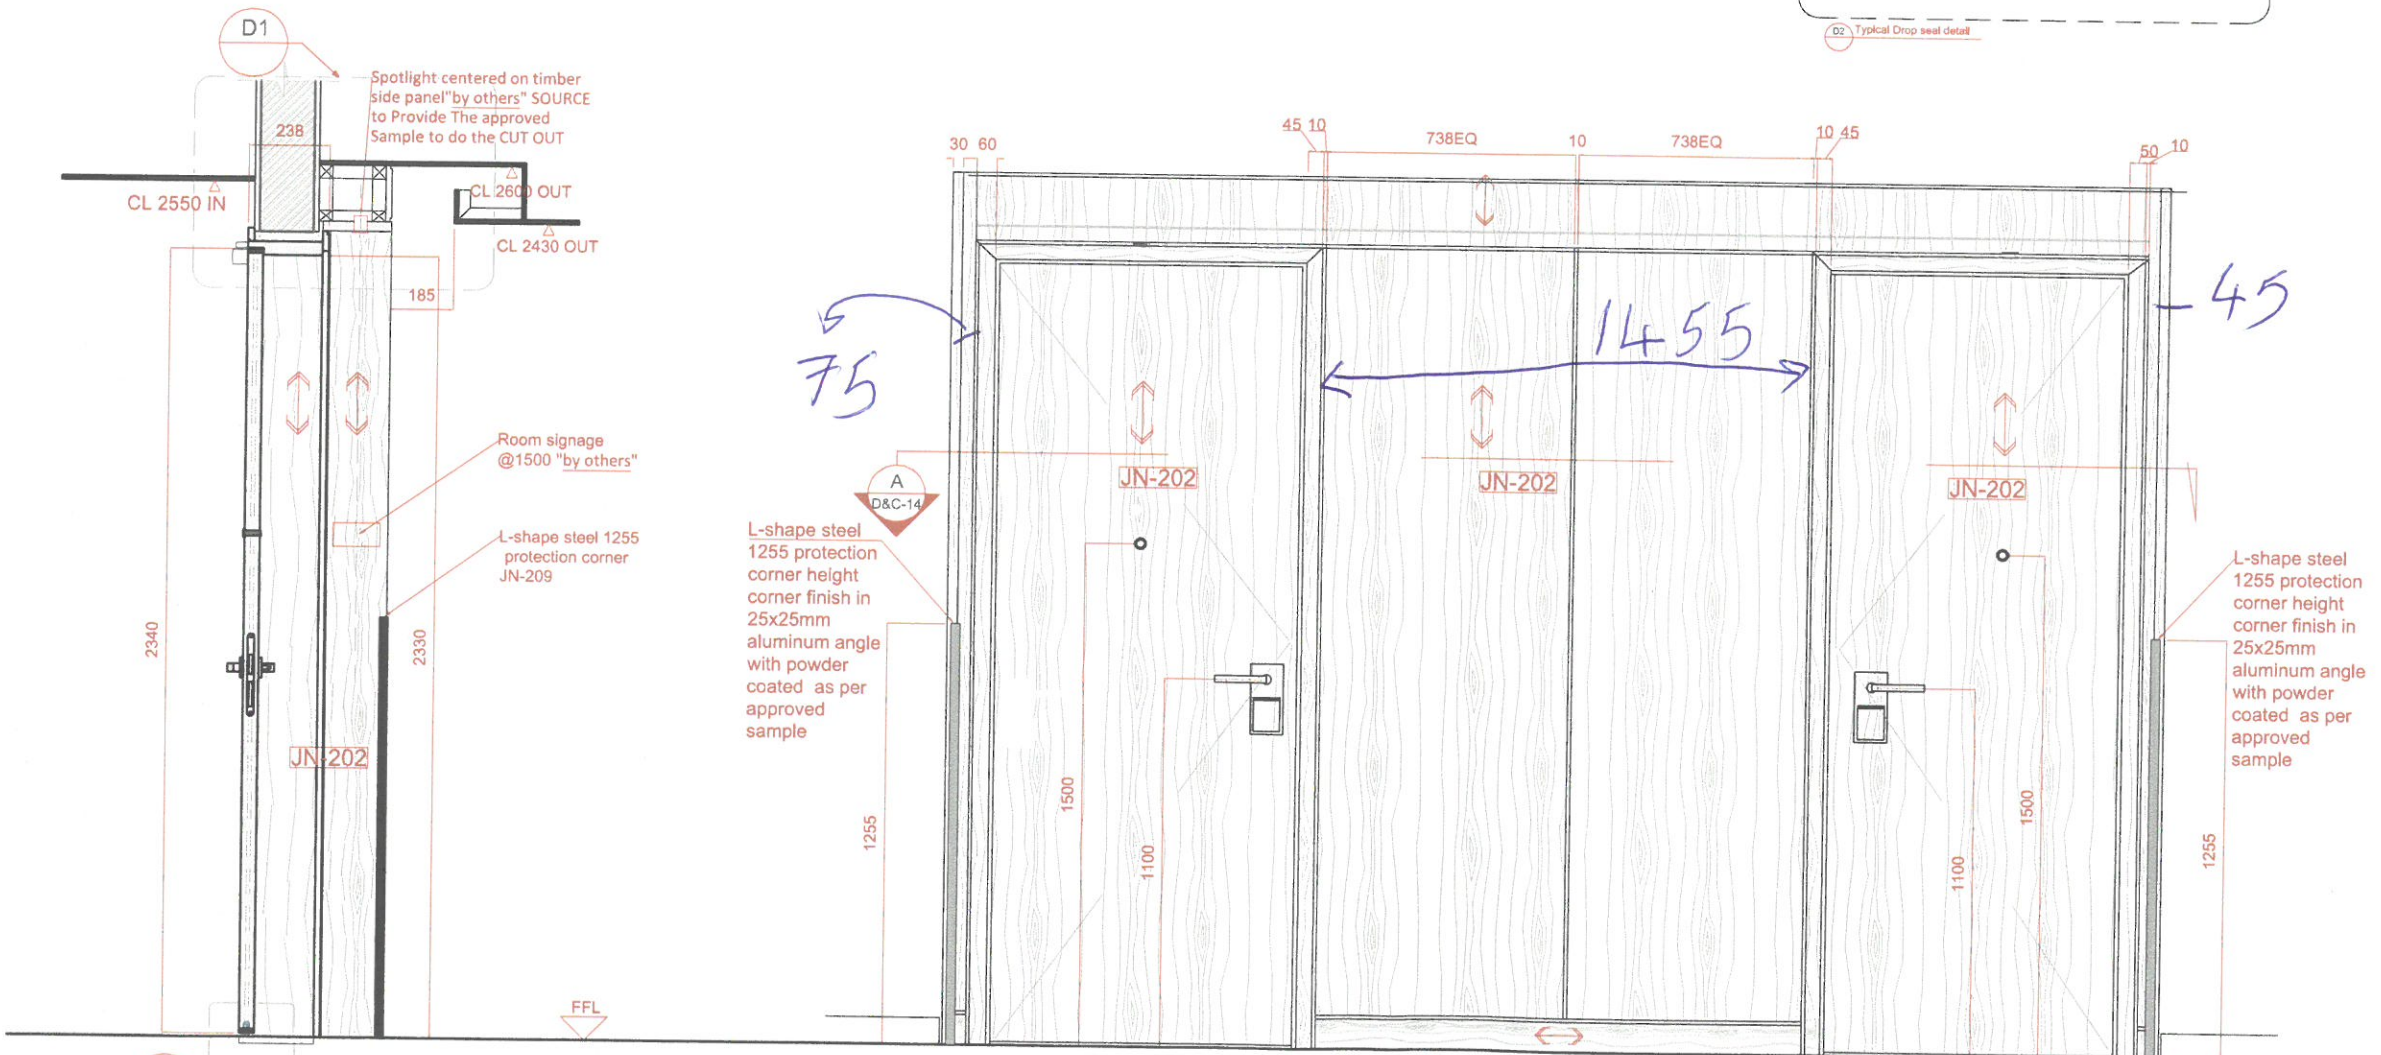 D1
Spotlight centered on timber
side panel"by others" SOURCE
to Provide The approved
Sample to do the CUT OUT
238
CL 2550 IN
CL 2600 OUT
CL 2430 OUT
185
2340
2330
Room signage
@1500 "by others"
L-shape steel 1255
protection corner
JN-209
JN-202
FFL
D2 Typical Drop seal detail
30 60
45 10
738EQ
10
738EQ
10 45
50 10
75
1455
45
A
D&C-14
JN-202
JN-202
JN-202
L-shape steel
1255 protection
corner height
corner finish in
25x25mm
aluminum angle
with powder
coated as per
approved
sample
1255
1500
1100
1100
1500
1255
L-shape steel
1255 protection
corner height
corner finish in
25x25mm
aluminum angle
with powder
coated as per
approved
sample